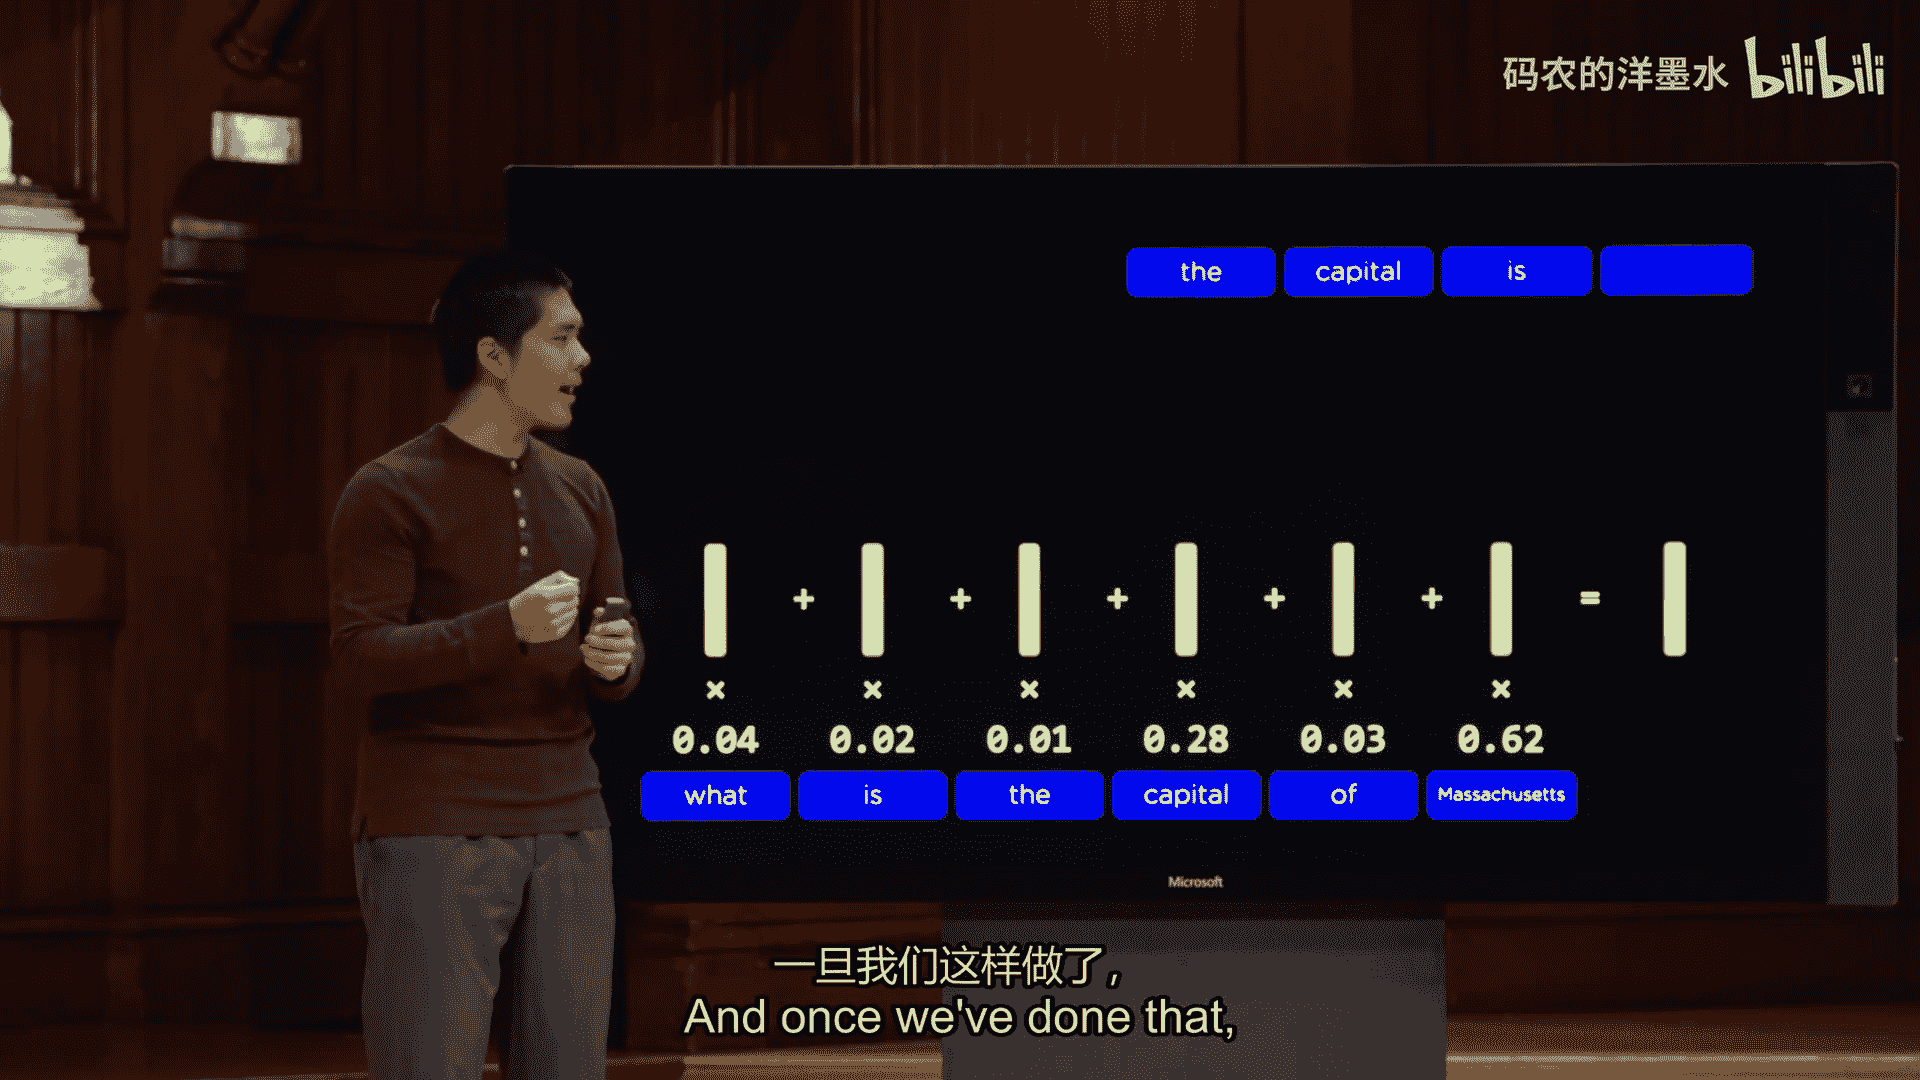 码农的洋墨水 bilibili
the capital is
+ + + + + =
× × × × × ×
0.04 0.02 0.01 0.28 0.03 0.62
what is the capital of Massachusetts
Microsoft
一旦我们这样做了,
And once we've done that,